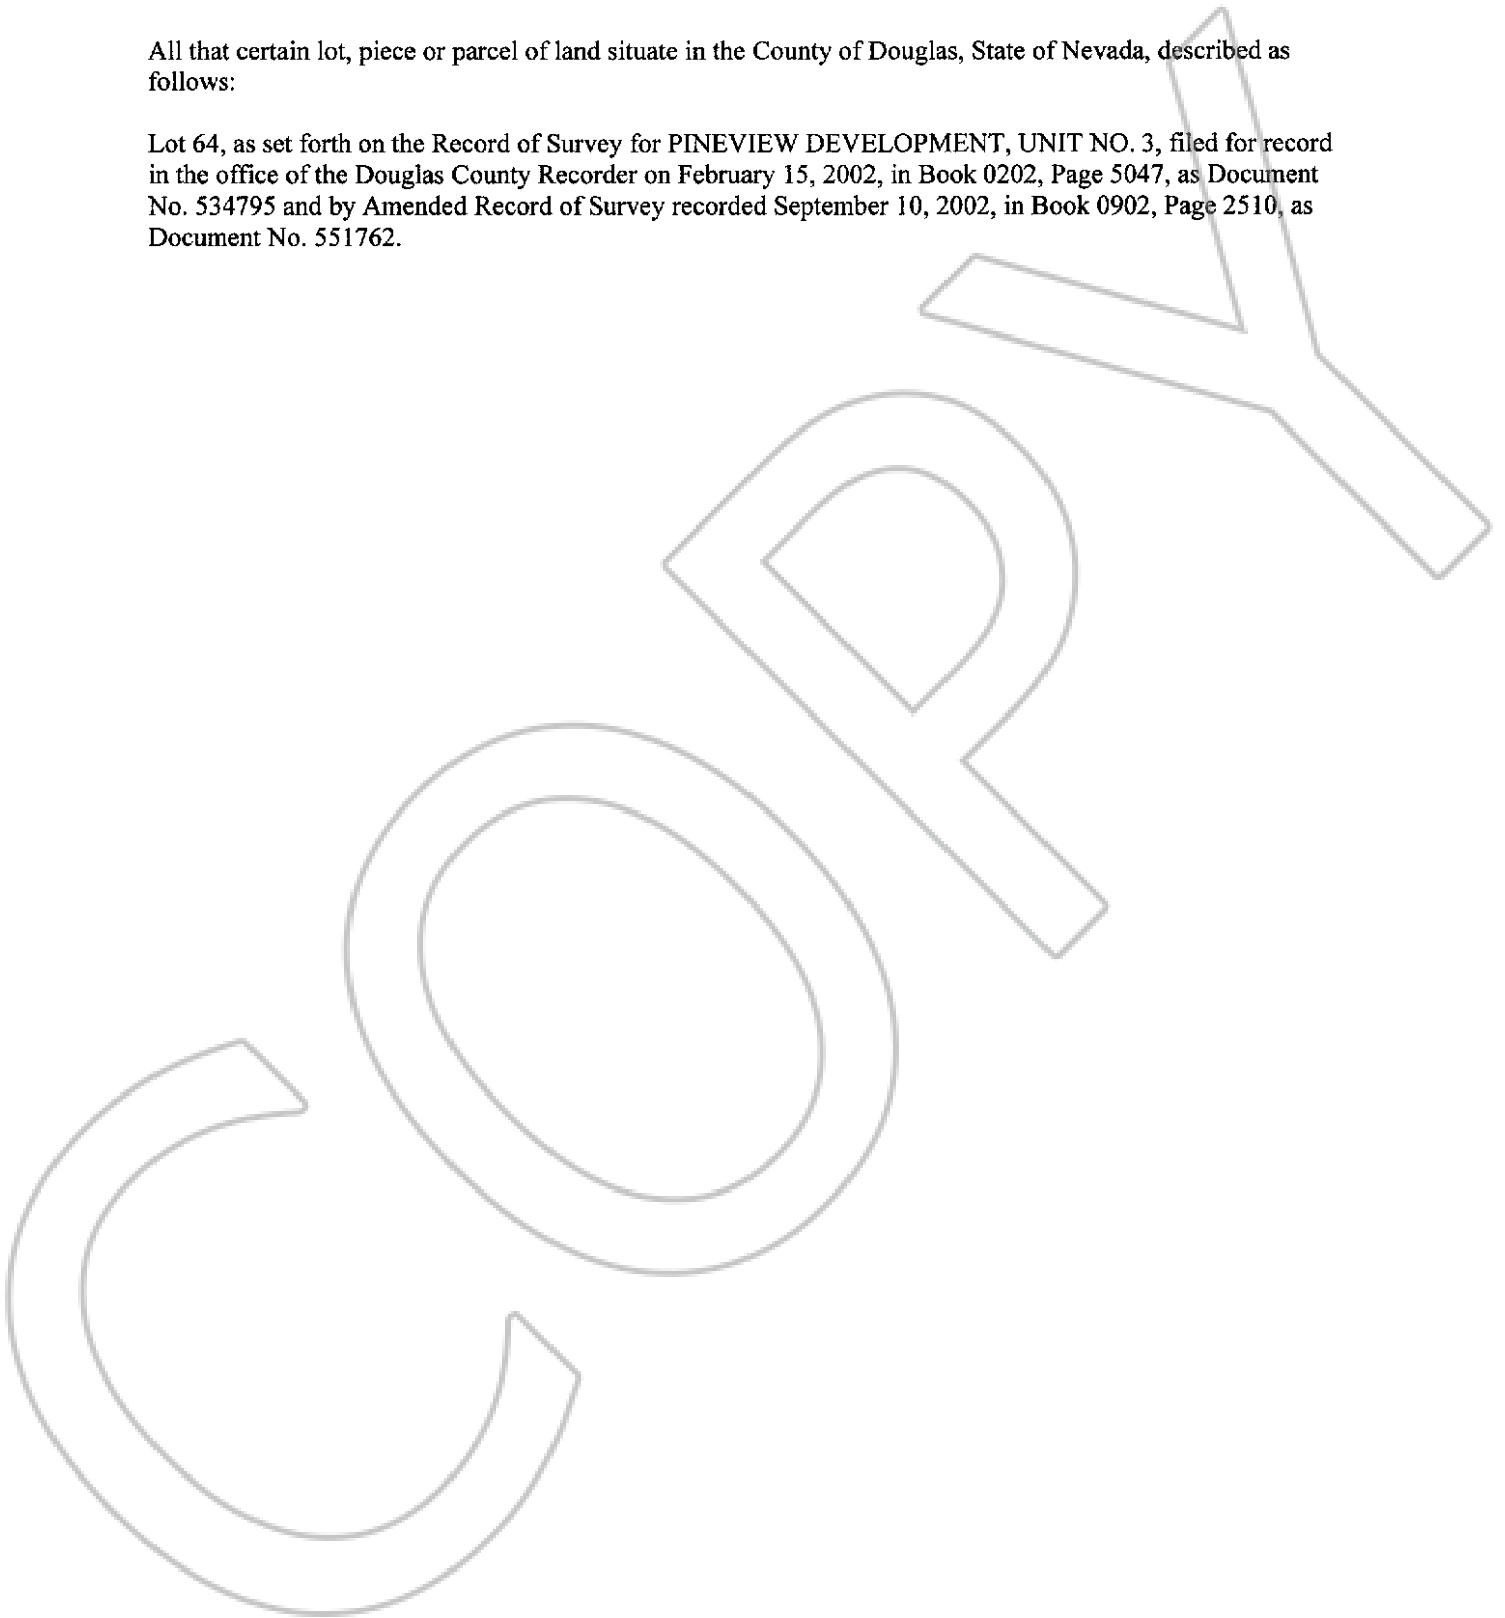 All that certain lot, piece or parcel of land situate in the County of Douglas, State of Nevada, described as
follows:
Lot 64, as set forth on the Record of Survey for PINEVIEW DEVELOPMENT, UNIT NO. 3, filed for record
in the office of the Douglas County Recorder on February 15, 2002, in Book 0202, Page 5047, as Document
No. 534795 and by Amended Record of Survey recorded September 10, 2002, in Book 0902, Page 2510, as
Document No. 551762.
COPY